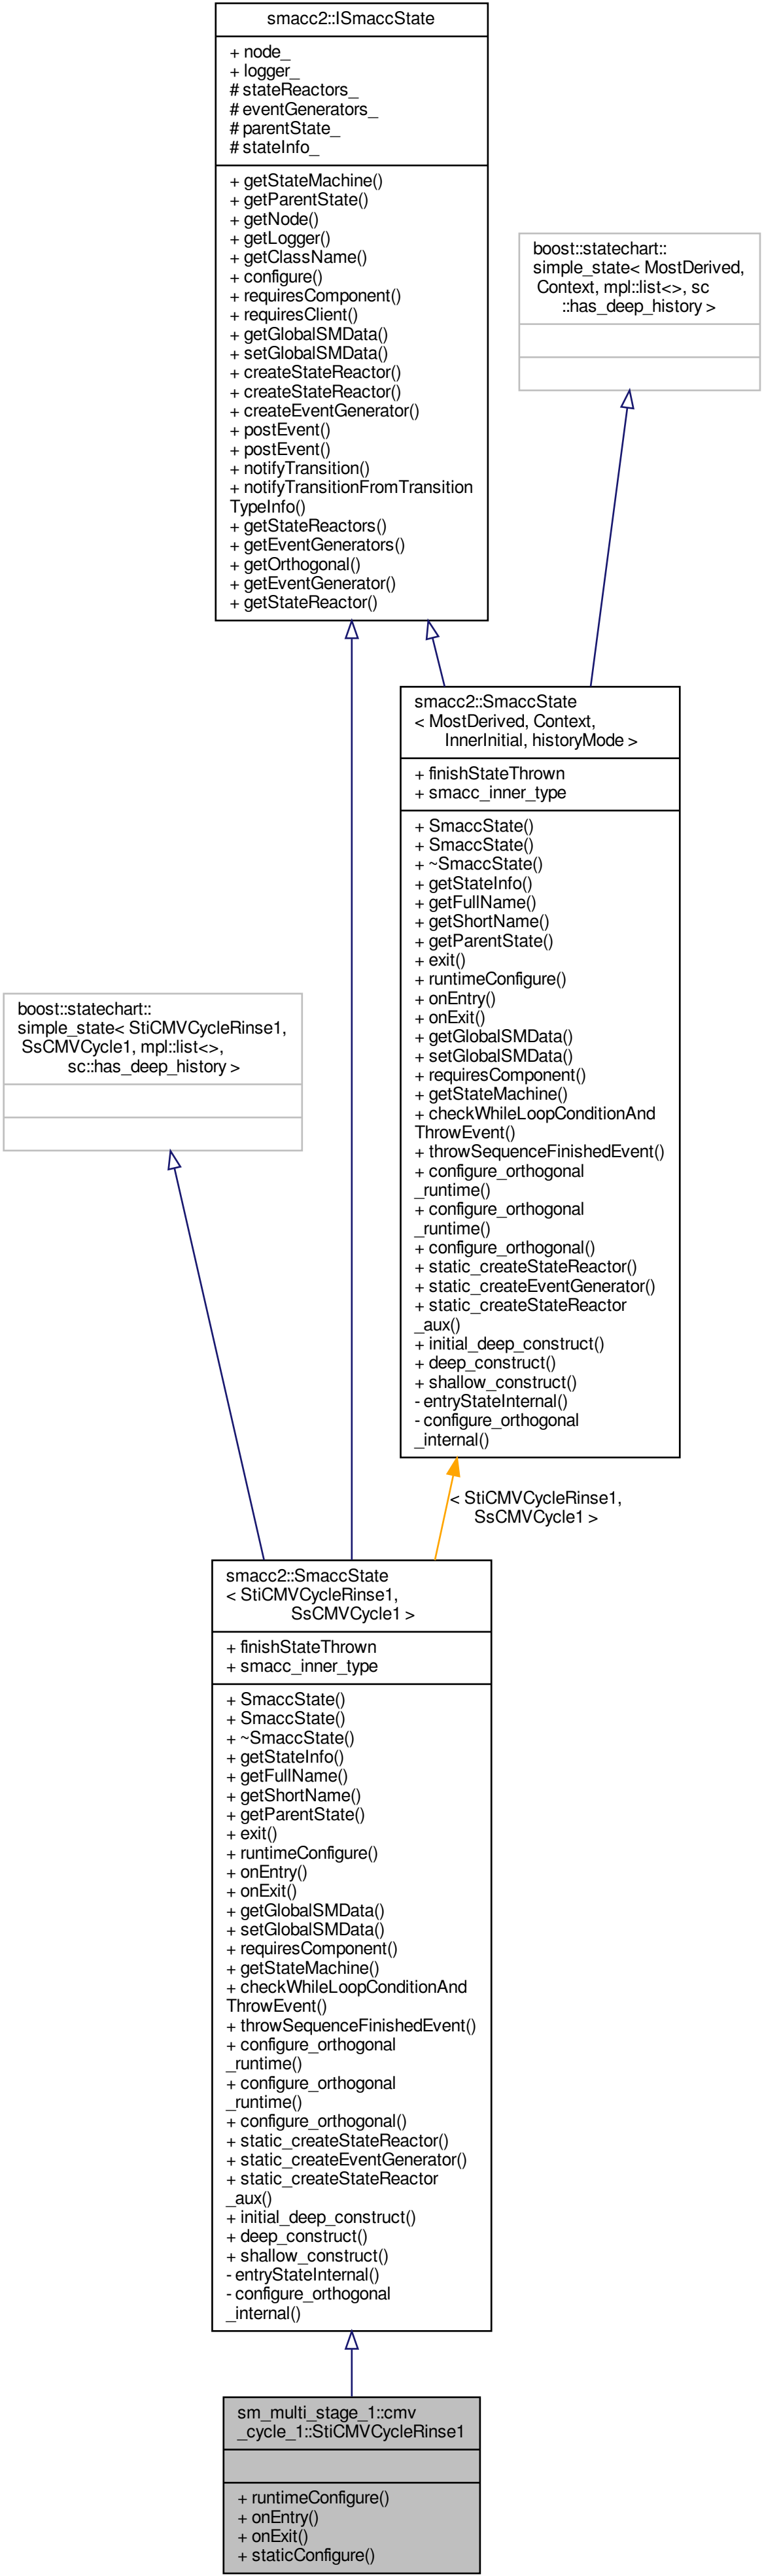 smacc2::ISmaccState
+ node_
+ logger_
# stateReactors_
# eventGenerators_
# parentState_
# stateInfo_
+ getStateMachine()
+ getParentState()
+ getNode()
+ getLogger()
+ getClassName()
+ configure()
+ requiresComponent()
+ requiresClient()
+ getGlobalSMData()
+ setGlobalSMData()
+ createStateReactor()
+ createStateReactor()
+ createEventGenerator()
+ postEvent()
+ postEvent()
+ notifyTransition()
+ notifyTransitionFromTransition
TypeInfo()
+ getStateReactors()
+ getEventGenerators()
+ getOrthogonal()
+ getEventGenerator()
+ getStateReactor()
boost::statechart::
simple_state< MostDerived,
Context, mpl::list<>, sc
::has_deep_history >
smacc2::SmaccState
< MostDerived, Context,
InnerInitial, historyMode >
+ finishStateThrown
+ smacc_inner_type
+ SmaccState()
+ SmaccState()
+ ~SmaccState()
+ getStateInfo()
+ getFullName()
+ getShortName()
+ getParentState()
+ exit()
+ runtimeConfigure()
+ onEntry()
+ onExit()
+ getGlobalSMData()
+ setGlobalSMData()
+ requiresComponent()
+ getStateMachine()
+ checkWhileLoopConditionAnd
ThrowEvent()
+ throwSequenceFinishedEvent()
+ configure_orthogonal
_runtime()
+ configure_orthogonal
_runtime()
+ configure_orthogonal()
+ static_createStateReactor()
+ static_createEventGenerator()
+ static_createStateReactor
_aux()
+ initial_deep_construct()
+ deep_construct()
+ shallow_construct()
- entryStateInternal()
- configure_orthogonal
_internal()
boost::statechart::
simple_state< StiCMVCycleRinse1,
SsCMVCycle1, mpl::list<>,
sc::has_deep_history >
< StiCMVCycleRinse1,
SsCMVCycle1 >
smacc2::SmaccState
< StiCMVCycleRinse1,
SsCMVCycle1 >
+ finishStateThrown
+ smacc_inner_type
+ SmaccState()
+ SmaccState()
+ ~SmaccState()
+ getStateInfo()
+ getFullName()
+ getShortName()
+ getParentState()
+ exit()
+ runtimeConfigure()
+ onEntry()
+ onExit()
+ getGlobalSMData()
+ setGlobalSMData()
+ requiresComponent()
+ getStateMachine()
+ checkWhileLoopConditionAnd
ThrowEvent()
+ throwSequenceFinishedEvent()
+ configure_orthogonal
_runtime()
+ configure_orthogonal
_runtime()
+ configure_orthogonal()
+ static_createStateReactor()
+ static_createEventGenerator()
+ static_createStateReactor
_aux()
+ initial_deep_construct()
+ deep_construct()
+ shallow_construct()
- entryStateInternal()
- configure_orthogonal
_internal()
sm_multi_stage_1::cmv
_cycle_1::StiCMVCycleRinse1
+ runtimeConfigure()
+ onEntry()
+ onExit()
+ staticConfigure()